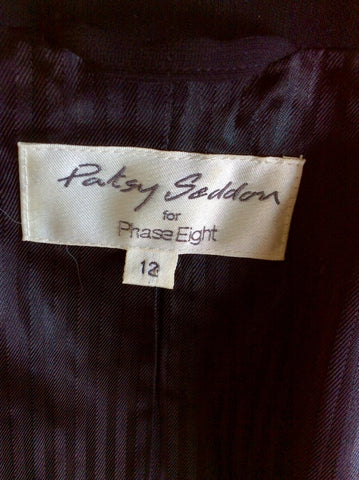 Patsy Seddon
for
Phase Eight
12